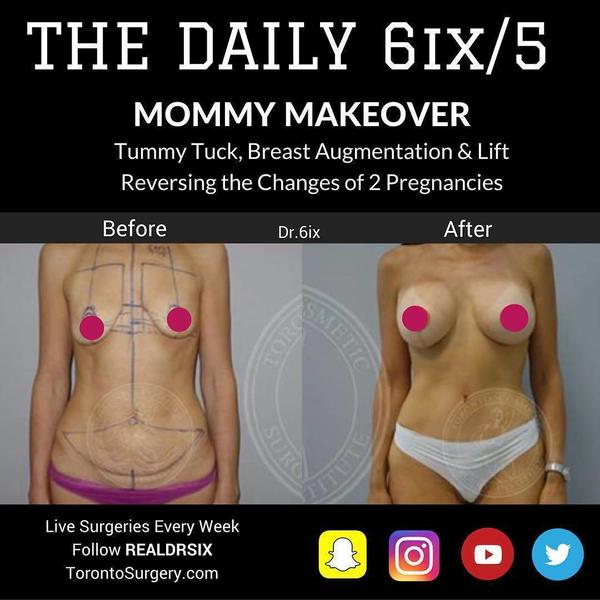 THE DAILY 6IX/5
MOMMY MAKEOVER
Tummy Tuck, Breast Augmentation & Lift
Reversing the Changes of 2 Pregnancies
Before
Dr.6ix
After
Live Surgeries Every Week
Follow REALDRSIX
TorontoSurgery.com